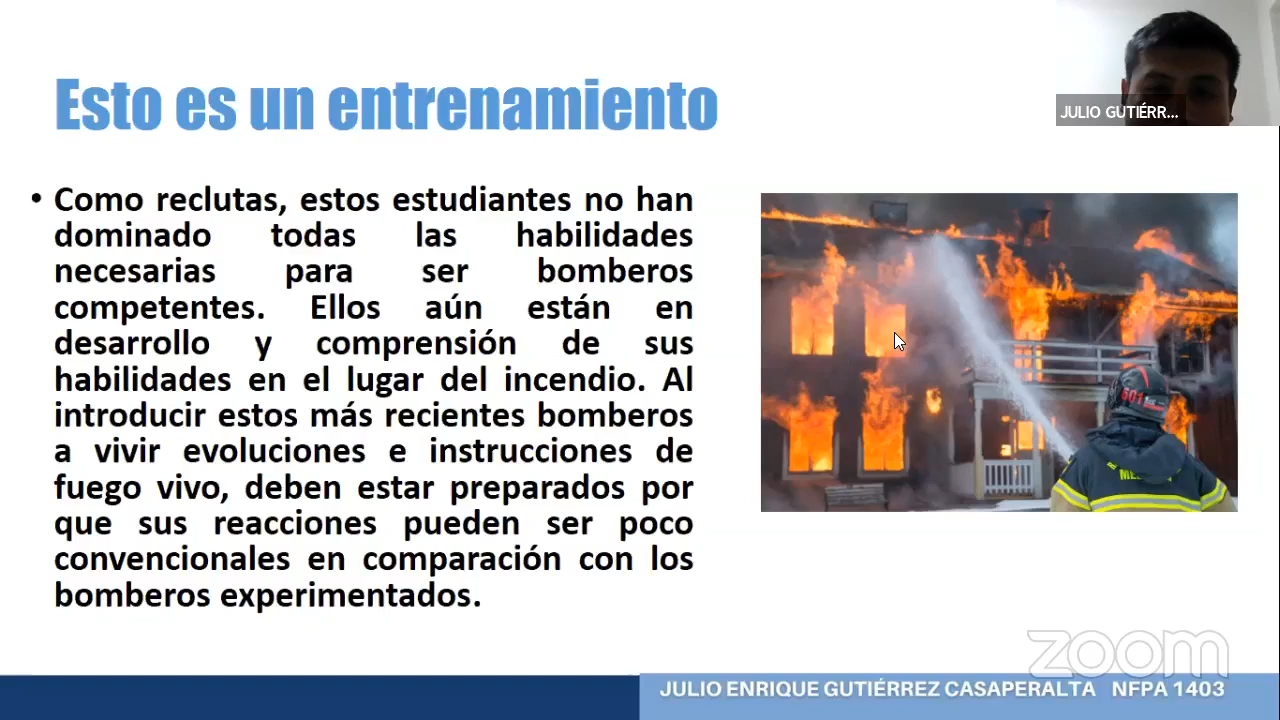 Esto es un entrenamiento
JULIO GUTIÉRR...
• Como reclutas, estos estudiantes no han
dominado todas las habilidades
necesarias para ser bomberos
competentes. Ellos aún están en
desarrollo y comprensión de sus
habilidades en el lugar del incendio. Al
introducir estos más recientes bomberos
a vivir evoluciones e instrucciones de
fuego vivo, deben estar preparados por
que sus reacciones pueden ser poco
convencionales en comparación con los
bomberos experimentados.
601
zoom
JULIO ENRIQUE GUTIÉRREZ CASAPERALTA NFPA 1403